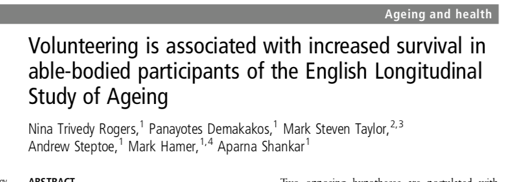 Ageing and health
Volunteering is associated with increased survival in
able-bodied participants of the English Longitudinal
Study of Ageing
Nina Trivedy Rogers,1 Panayotes Demakakos,1 Mark Steven Taylor,2,3
Andrew Steptoe,1 Mark Hamer,1,4 Aparna Shankar1
ABSTRACT